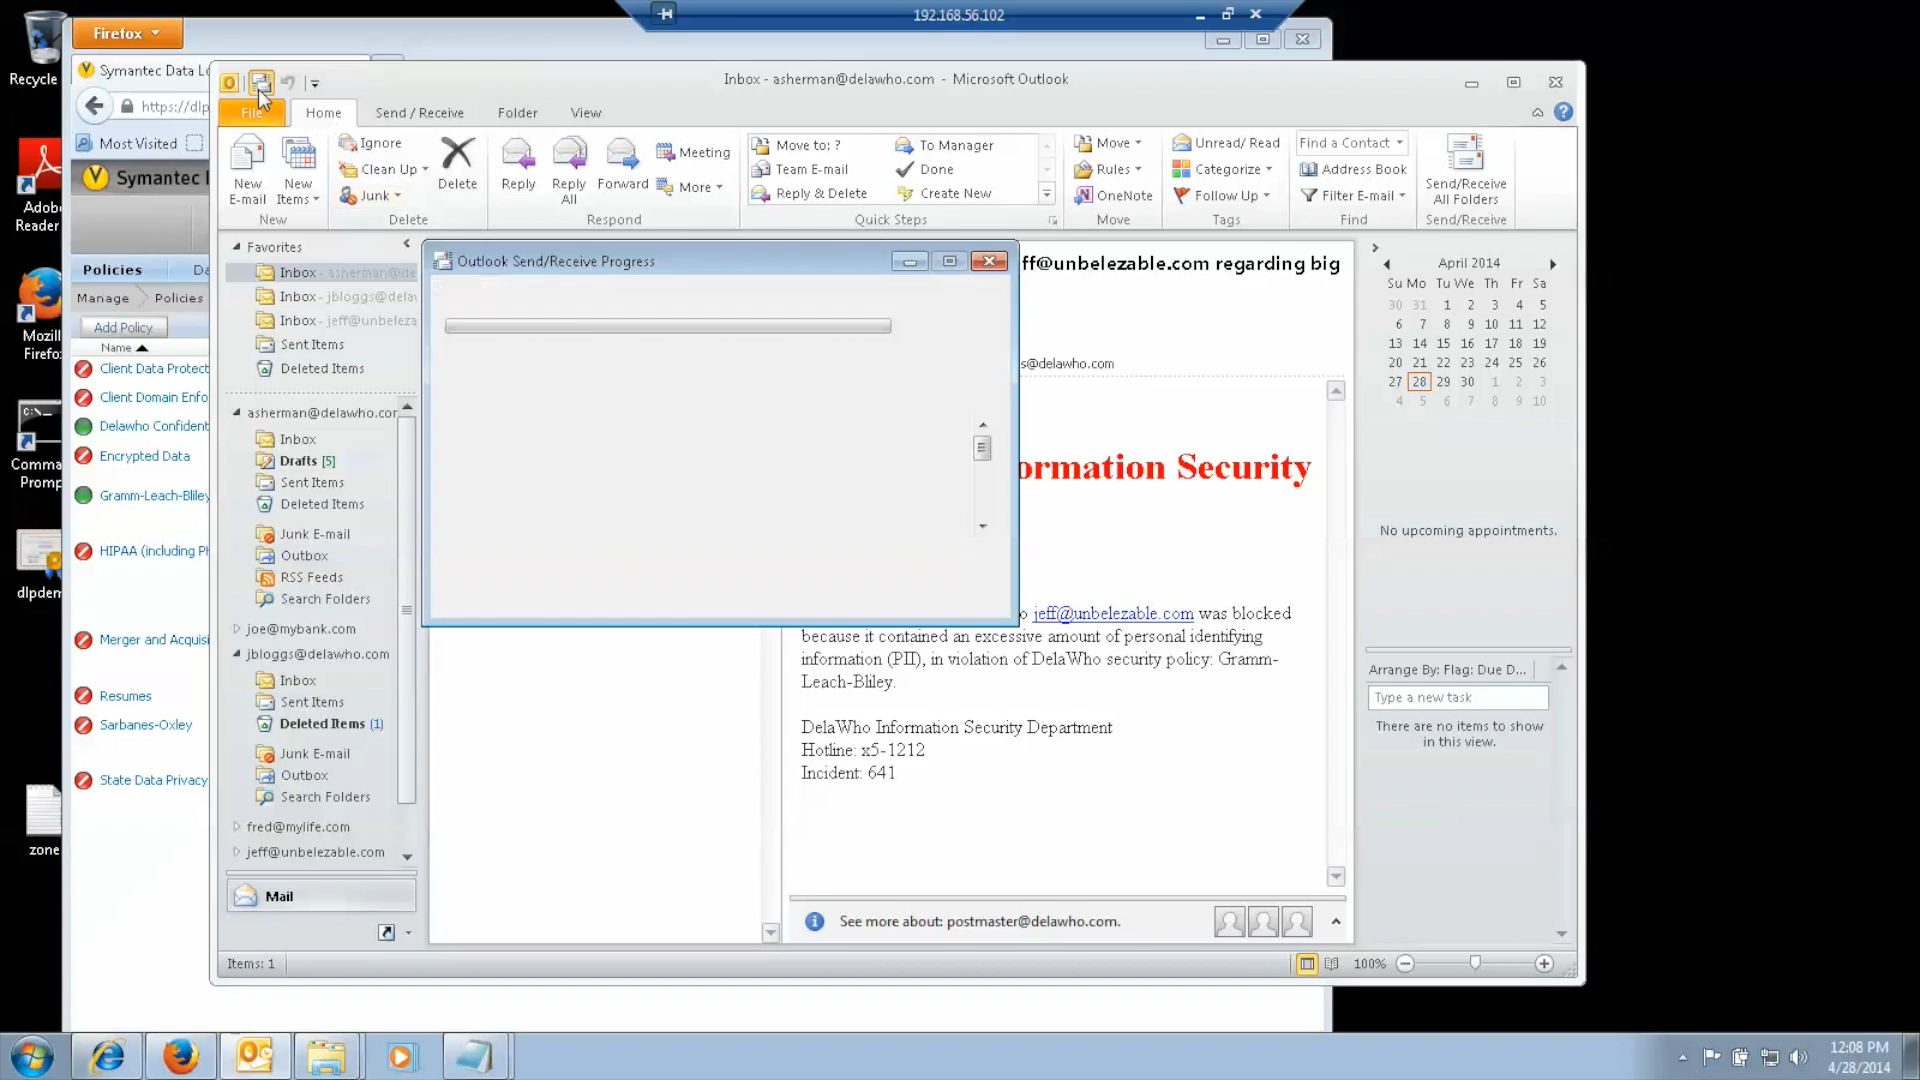 192.168.56.102
Firefox
Recycle
Symantec Data Lo
https://dlp
Most Visited
Symantec I
Inbox - asherman@delawho.com - Microsoft Outlook
File
Home
Send / Receive
Folder
View
New E-mail
New Items
New
Ignore
Clean Up
Junk
Delete
Delete
Reply
Reply All
Forward
Meeting
More
Respond
Move to: ?
Team E-mail
Reply & Delete
To Manager
Done
Create New
Quick Steps
Move
Rules
OneNote
Move
Unread/ Read
Categorize
Follow Up
Tags
Find a Contact
Address Book
Filter E-mail
Find
Send/Receive
All Folders
Send/Receive
Adob
Reader
Mozil
Firefo
Comma
Promp
dlpdem
zone
Policies
Da
Manage
Policies
Add Policy
Name
Client Data Protect
Client Domain Enfo
Delawho Confident
Encrypted Data
Gramm-Leach-Bliley
HIPAA (including PH
Merger and Acquisi
Resumes
Sarbanes-Oxley
State Data Privacy
Favorites
Inbox - asherman@de
Inbox - jbloggs@delaw
Inbox - jeff@unbeleza
Sent Items
Deleted Items
asherman@delawho.cor
Inbox
Drafts [5]
Sent Items
Deleted Items
Junk E-mail
Outbox
RSS Feeds
Search Folders
joe@mybank.com
jbloggs@delawho.com
Inbox
Sent Items
Deleted Items (1)
Junk E-mail
Outbox
Search Folders
fred@mylife.com
jeff@unbelezable.com
Mail
Items: 1
Outlook Send/Receive Progress
ff@unbelezable.com regarding big
s@delawho.com
ormation Security
o jeff@unbelezable.com was blocked
because it contained an excessive amount of personal identifying
information (PII), in violation of DelaWho security policy: Gramm-
Leach-Bliley.
DelaWho Information Security Department
Hotline: x5-1212
Incident: 641
See more about: postmaster@delawho.com.
April 2014
Su Mo Tu We Th Fr Sa
30 31 1 2 3 4 5
6 7 8 9 10 11 12
13 14 15 16 17 18 19
20 21 22 23 24 25 26
27 28 29 30 1 2 3
4 5 6 7 8 9 10
No upcoming appointments.
Arrange By: Flag: Due D...
Type a new task
There are no items to show
in this view.
100%
12:08 PM
4/28/2014